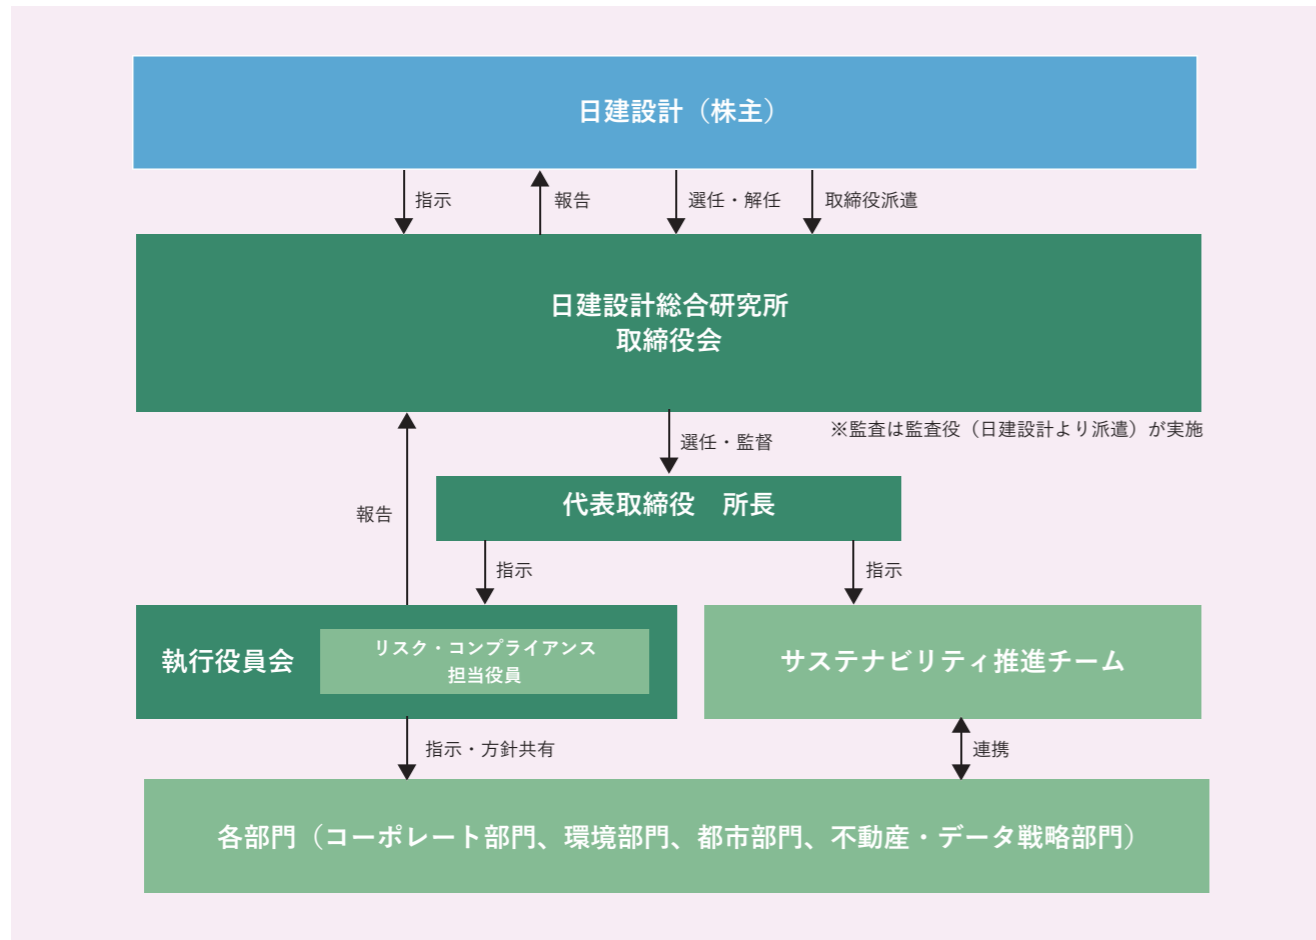 日建設計（株主）
指示
報告
選任・解任
取締役派遣
日建設計総合研究所
取締役会
※監査は監査役（日建設計より派遣）が実施
選任・監督
代表取締役　所長
報告
指示
指示
執行役員会
リスク・コンプライアンス
担当役員
サステナビリティ推進チーム
指示・方針共有
連携
各部門（コーポレート部門、環境部門、都市部門、不動産・データ戦略部門）